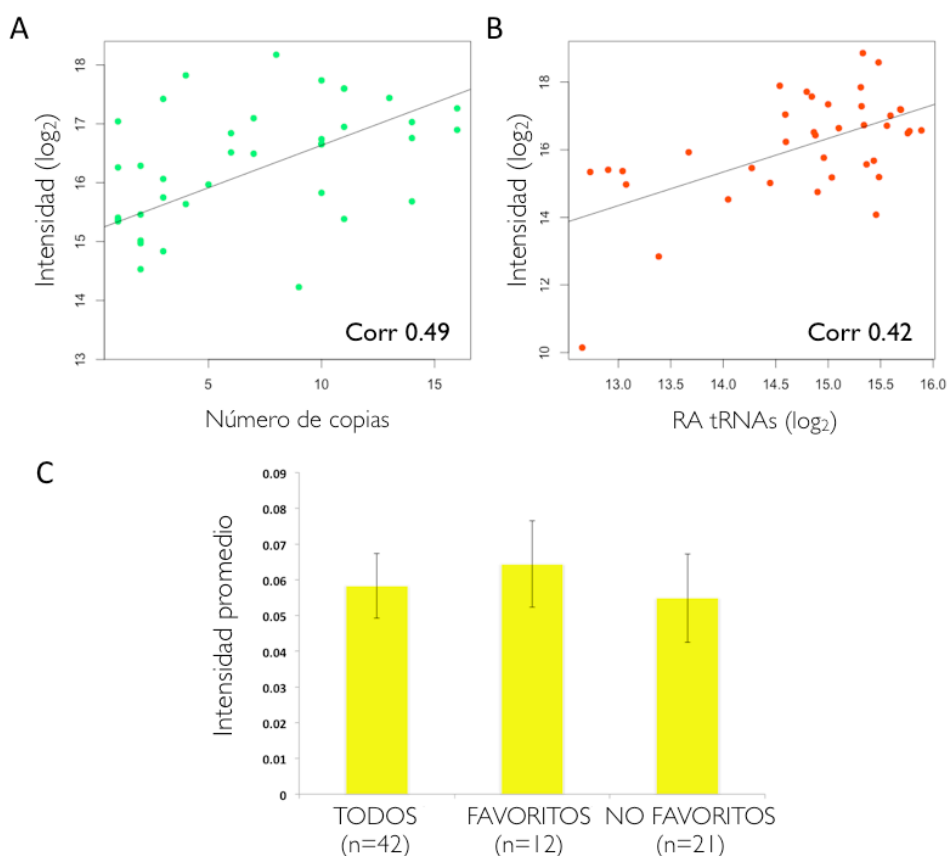 A
Intensidad (log2)
18
17
16
15
14
13
Corr 0.49
5
10
15
Número de copias
B
Intensidad (log2)
18
16
14
12
10
Corr 0.42
13.0
13.5
14.0
14.5
15.0
15.5
16.0
RA tRNAs (log2)
C
Intensidad promedio
0.09
0.08
0.07
0.06
0.05
0.04
0.03
0.02
0.01
0
TODOS
(n=42)
FAVORITOS
(n=12)
NO FAVORITOS
(n=21)